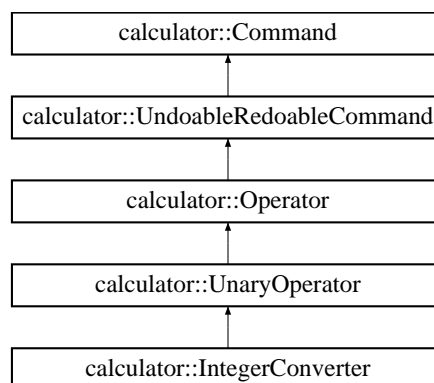 calculator::Command
calculator::UndoableRedoableCommand
calculator::Operator
calculator::UnaryOperator
calculator::IntegerConverter